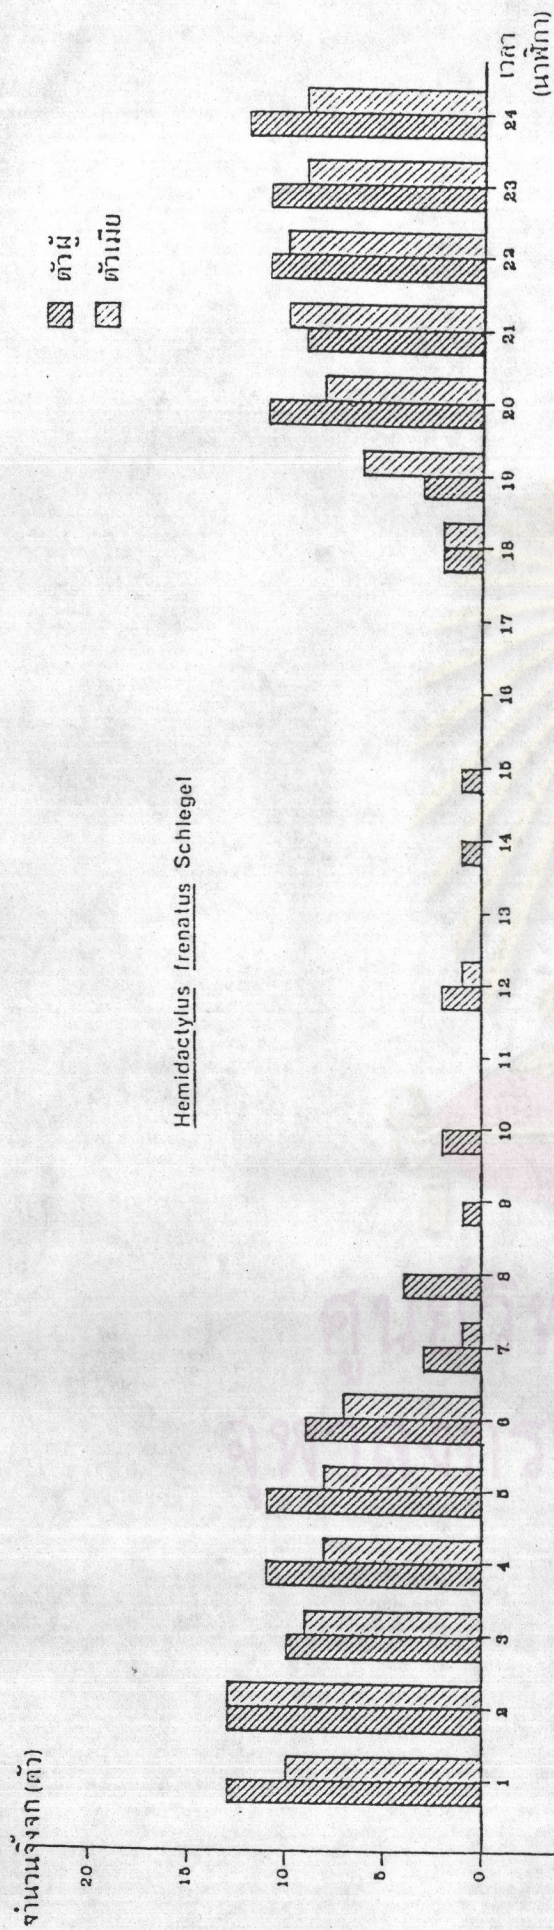 จำนวนจิ้งจก (ตัว)
20
15
10
5
0
ตัวผู้
ตัวเมีย
Hemidactylus frenatus Schlegel
1 2 3 4 5 6 7 8 9 10 11 12 13 14 15 16 17 18 19 20 21 22 23 24
เวลา
(นาฬิกา)